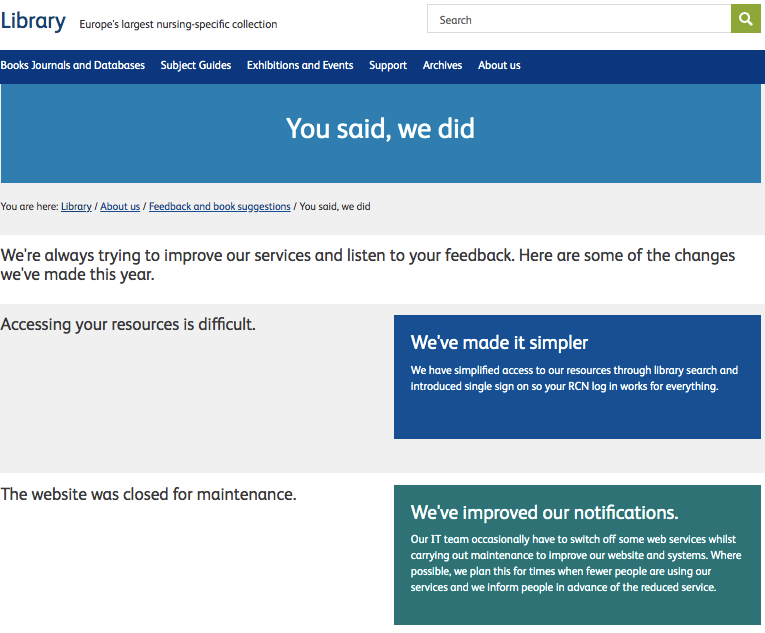 Library Europe's largest nursing-specific collection
Search
Books Journals and Databases Subject Guides Exhibitions and Events Support Archives About us
You said, we did
You are here: Library / About us / Feedback and book suggestions / You said, we did
We're always trying to improve our services and listen to your feedback. Here are some of the changes
we've made this year.
Accessing your resources is difficult.
We've made it simpler
We have simplified access to our resources through library search and
introduced single sign on so your RCN log in works for everything.
The website was closed for maintenance.
We've improved our notifications.
Our IT team occasionally have to switch off some web services whilst
carrying out maintenance to improve our website and systems. Where
possible, we plan this for times when fewer people are using our
services and we inform people in advance of the reduced service.